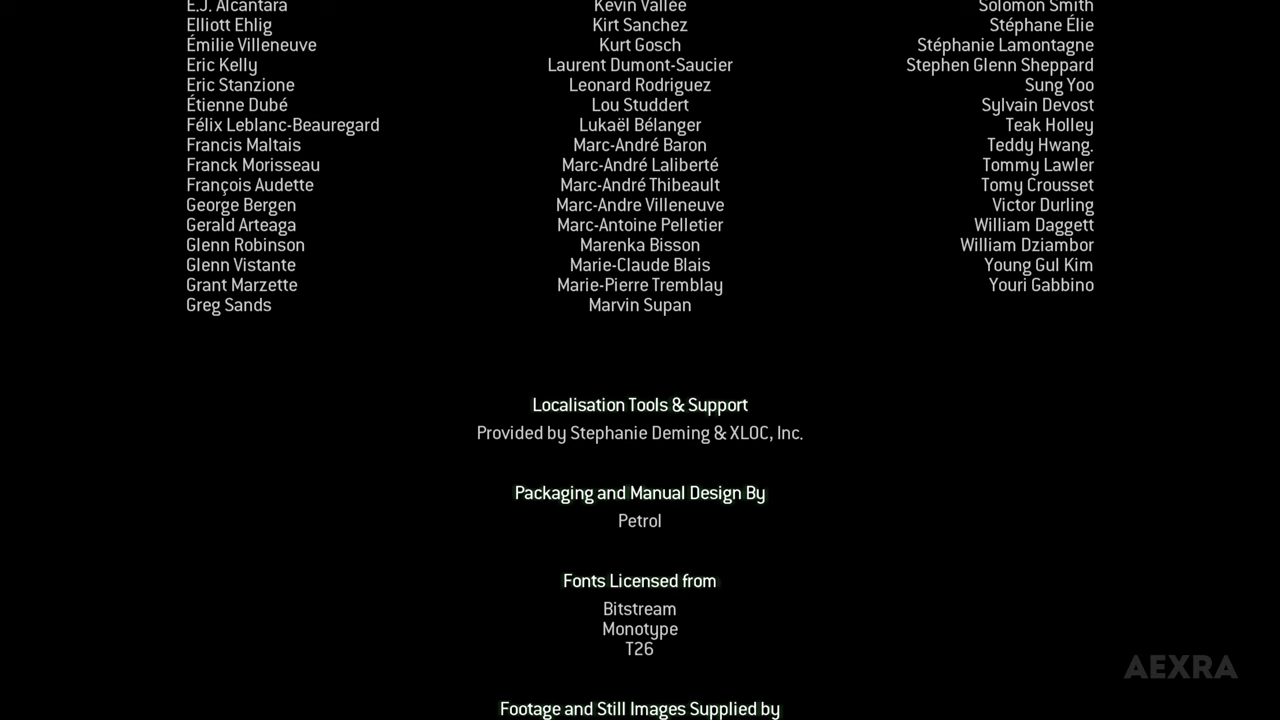 E.J. Alcantara
Elliott Ehlig
Émilie Villeneuve
Eric Kelly
Eric Stanzione
Étienne Dubé
Félix Leblanc-Beauregard
Francis Maltais
Franck Morisseau
François Audette
George Bergen
Gerald Arteaga
Glenn Robinson
Glenn Vistante
Grant Marzette
Greg Sands
Kevin Vallée
Kirt Sanchez
Kurt Gosch
Laurent Dumont-Saucier
Leonard Rodriguez
Lou Studdert
Lukaël Bélanger
Marc-André Baron
Marc-André Laliberté
Marc-André Thibeault
Marc-Andre Villeneuve
Marc-Antoine Pelletier
Marenka Bisson
Marie-Claude Blais
Marie-Pierre Tremblay
Marvin Supan
Solomon Smith
Stéphane Élie
Stéphanie Lamontagne
Stephen Glenn Sheppard
Sung Yoo
Sylvain Devost
Teak Holley
Teddy Hwang.
Tommy Lawler
Tomy Crousset
Victor Durling
William Daggett
William Dziambor
Young Gul Kim
Youri Gabbino
Localisation Tools & Support
Provided by Stephanie Deming & XLOC, Inc.
Packaging and Manual Design By
Petrol
Fonts Licensed from
Bitstream
Monotype
T26
Footage and Still Images Supplied by
AEXRA